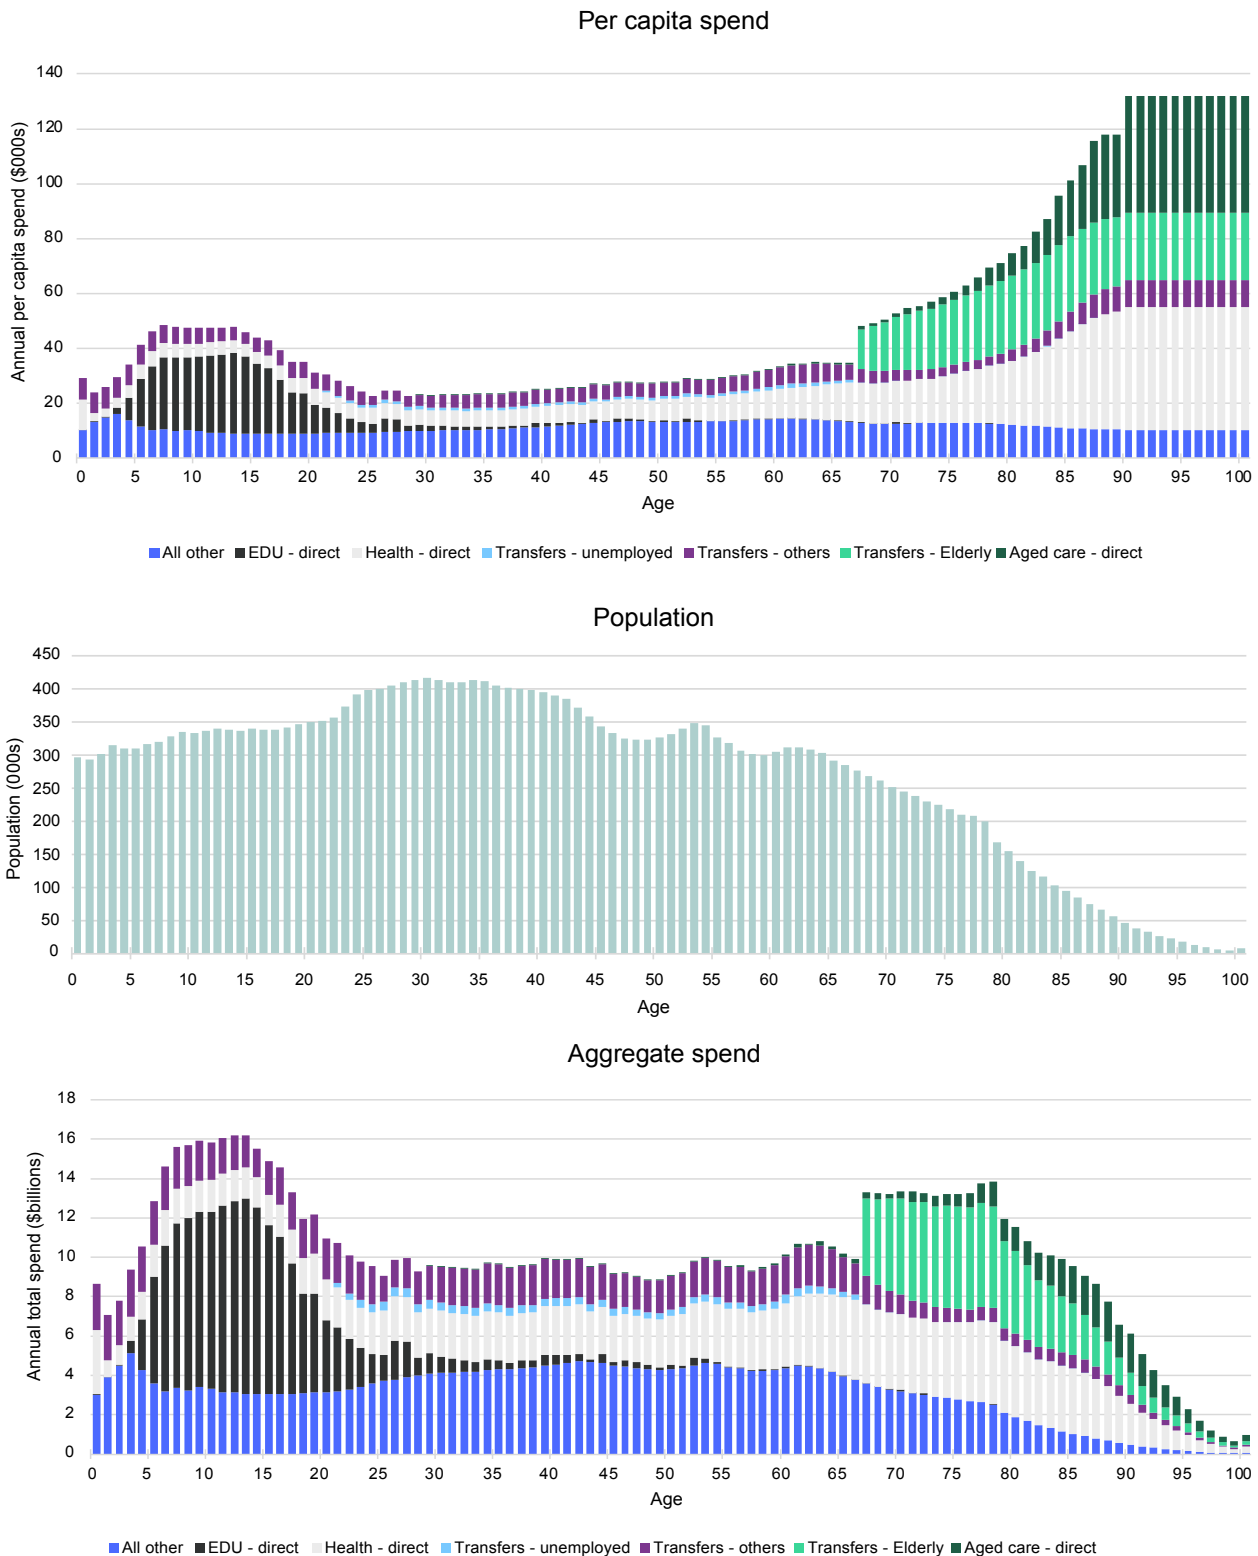 Per capita spend
140
120
100
80
60
40
20
0
Annual per capita spend ($000s)
0 5 10 15 20 25 30 35 40 45 50 55 60 65 70 75 80 85 90 95 100
Age
All other EDU - direct Health - direct Transfers - unemployed Transfers - others Transfers - Elderly Aged care - direct
Population
450
400
350
300
250
200
150
100
50
0
Population (000s)
0 5 10 15 20 25 30 35 40 45 50 55 60 65 70 75 80 85 90 95 100
Age
Aggregate spend
18
16
14
12
10
8
6
4
2
0
Annual total spend ($billions)
0 5 10 15 20 25 30 35 40 45 50 55 60 65 70 75 80 85 90 95 100
Age
All other EDU - direct Health - direct Transfers - unemployed Transfers - others Transfers - Elderly Aged care - direct